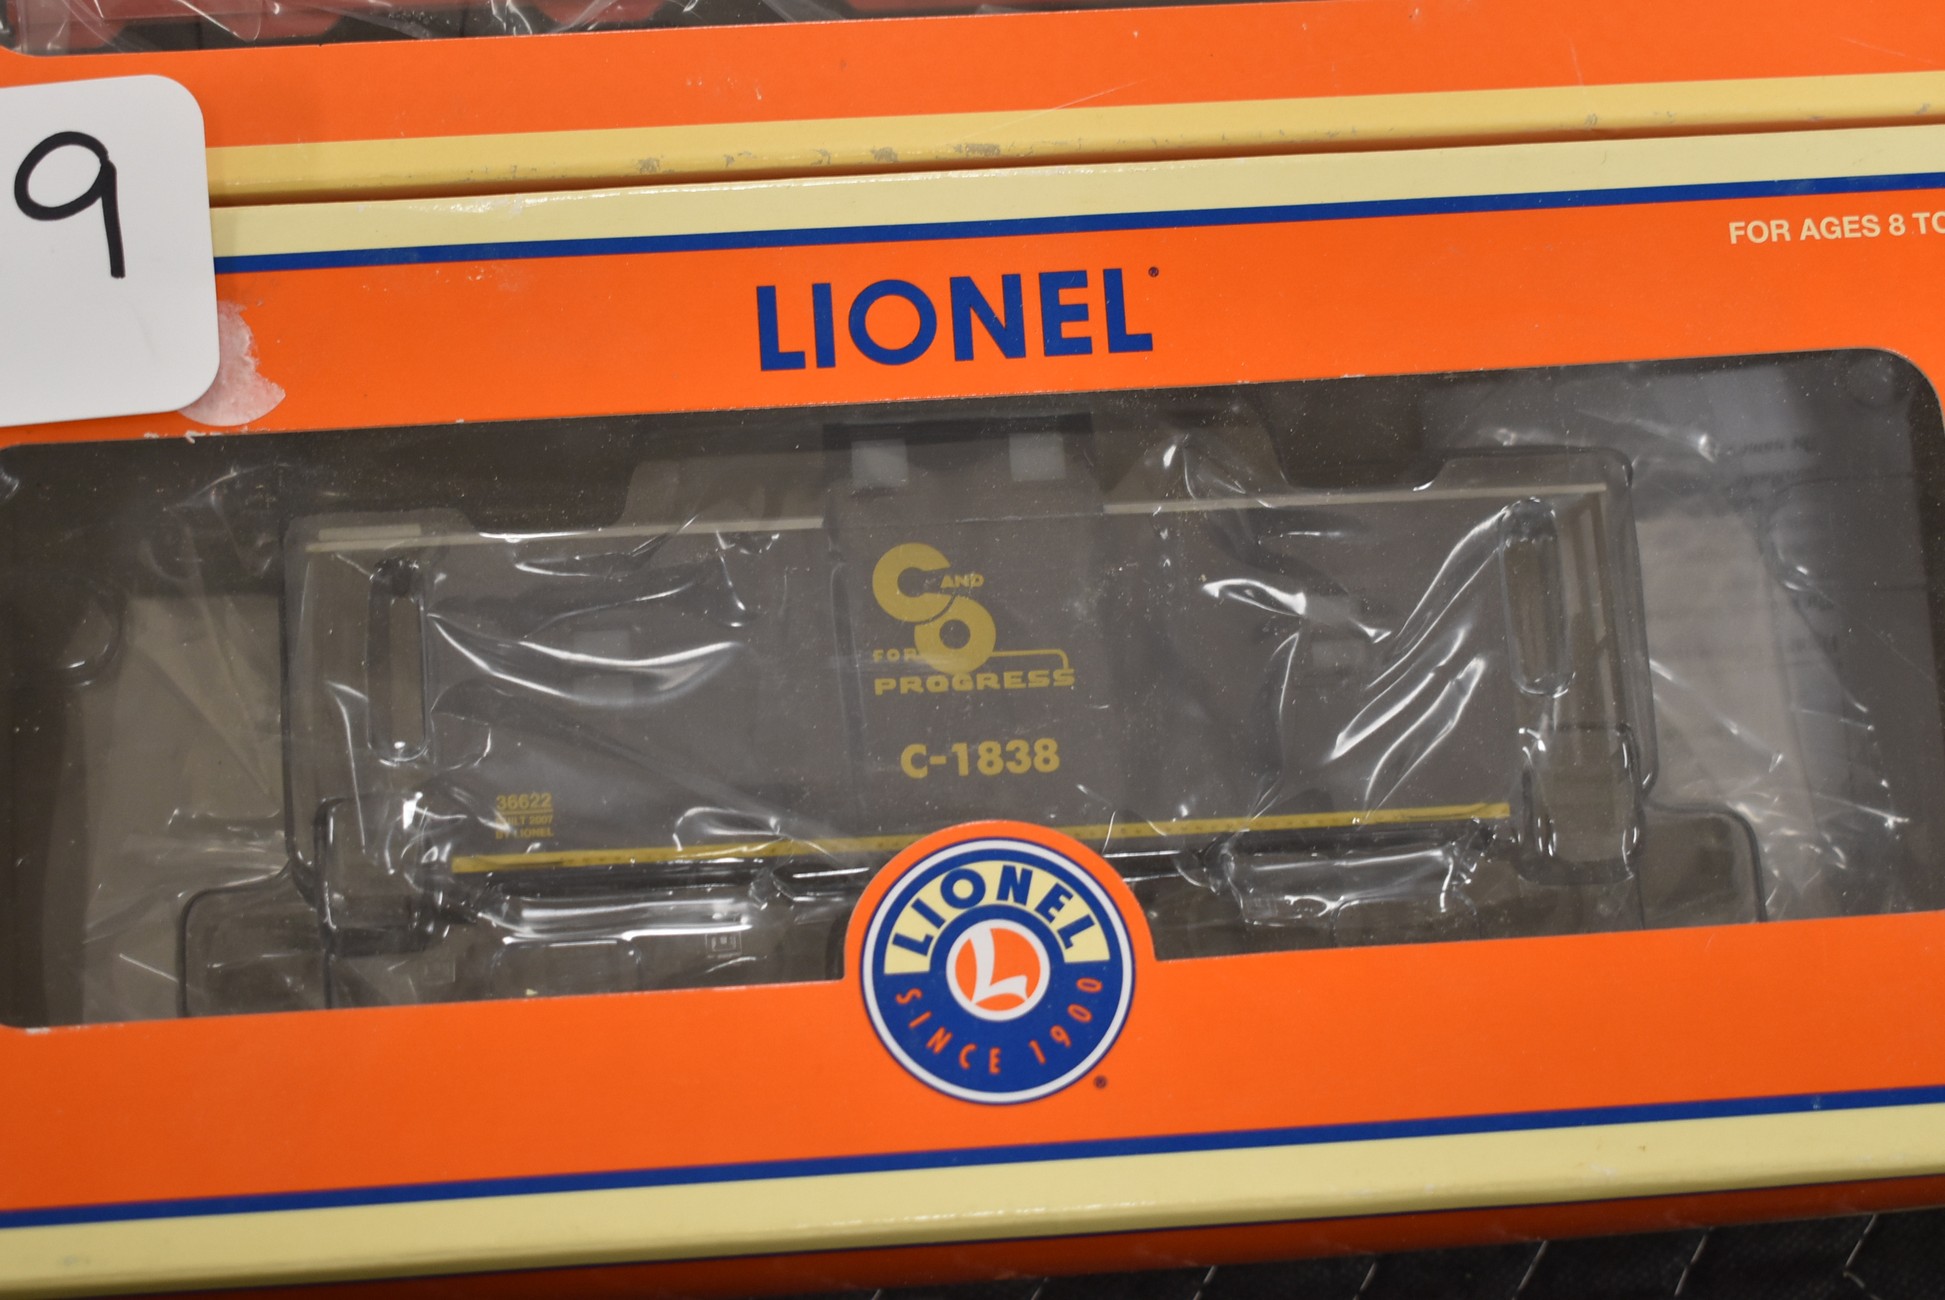 9
FOR AGES 8 TO
LIONEL
C AND O
FOR
PROGRESS
C-1838
36622
BUILT 2007
BY LIONEL
LIONEL
L
SINCE 1900